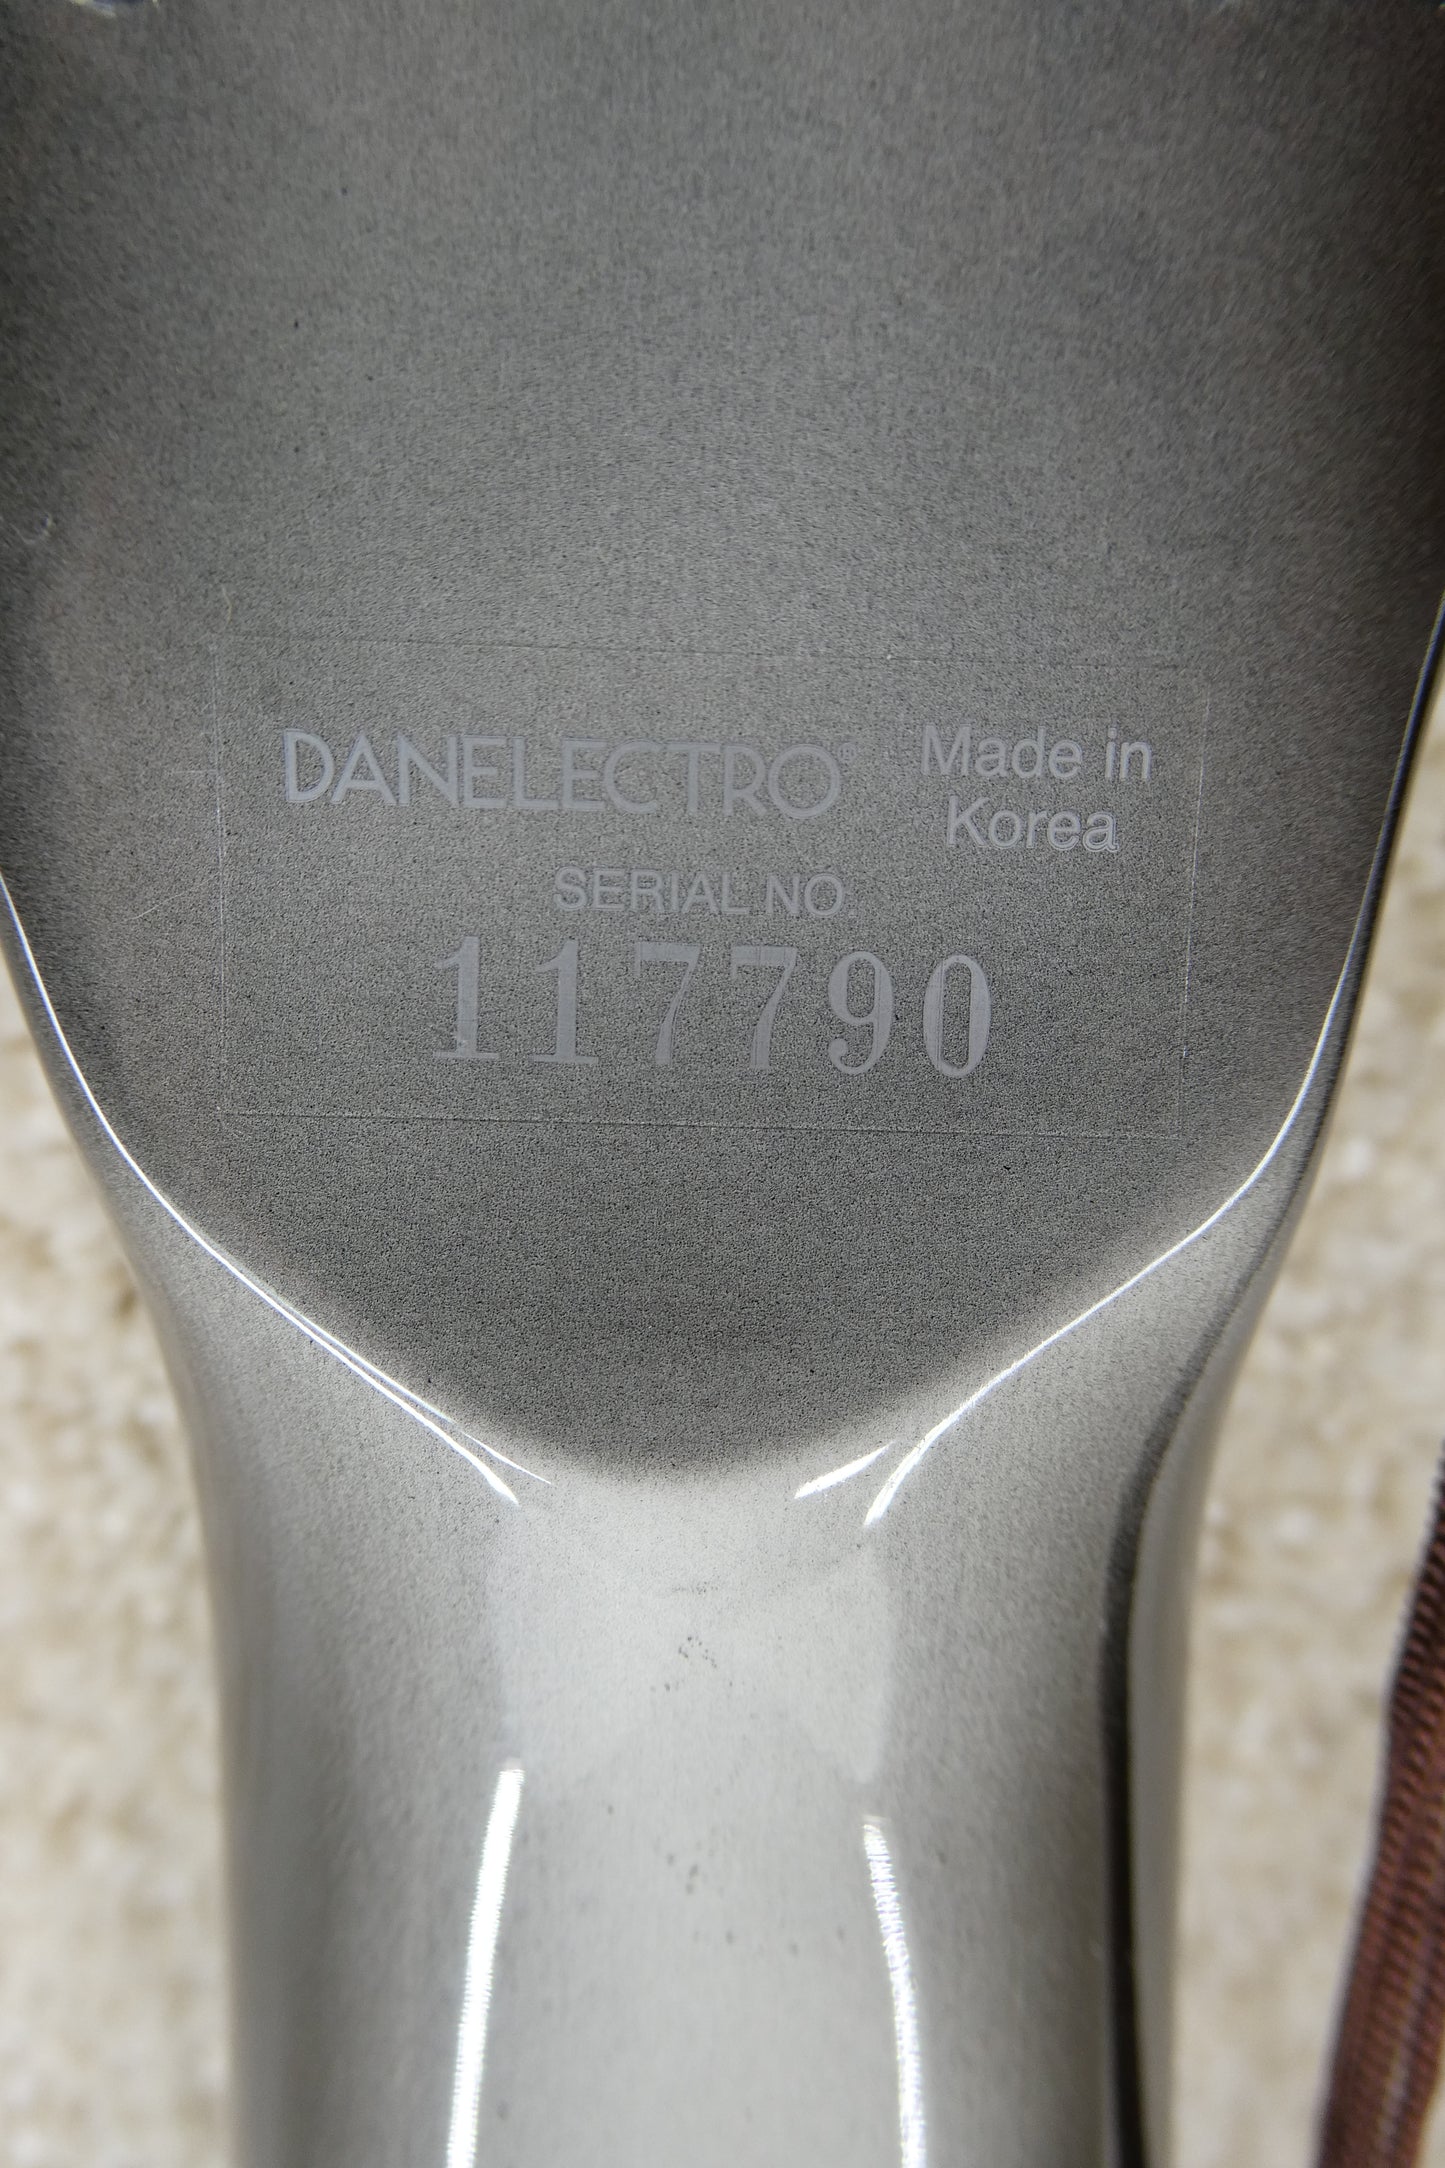 DANELECTRO® Made in
Korea
SERIAL NO.
117790